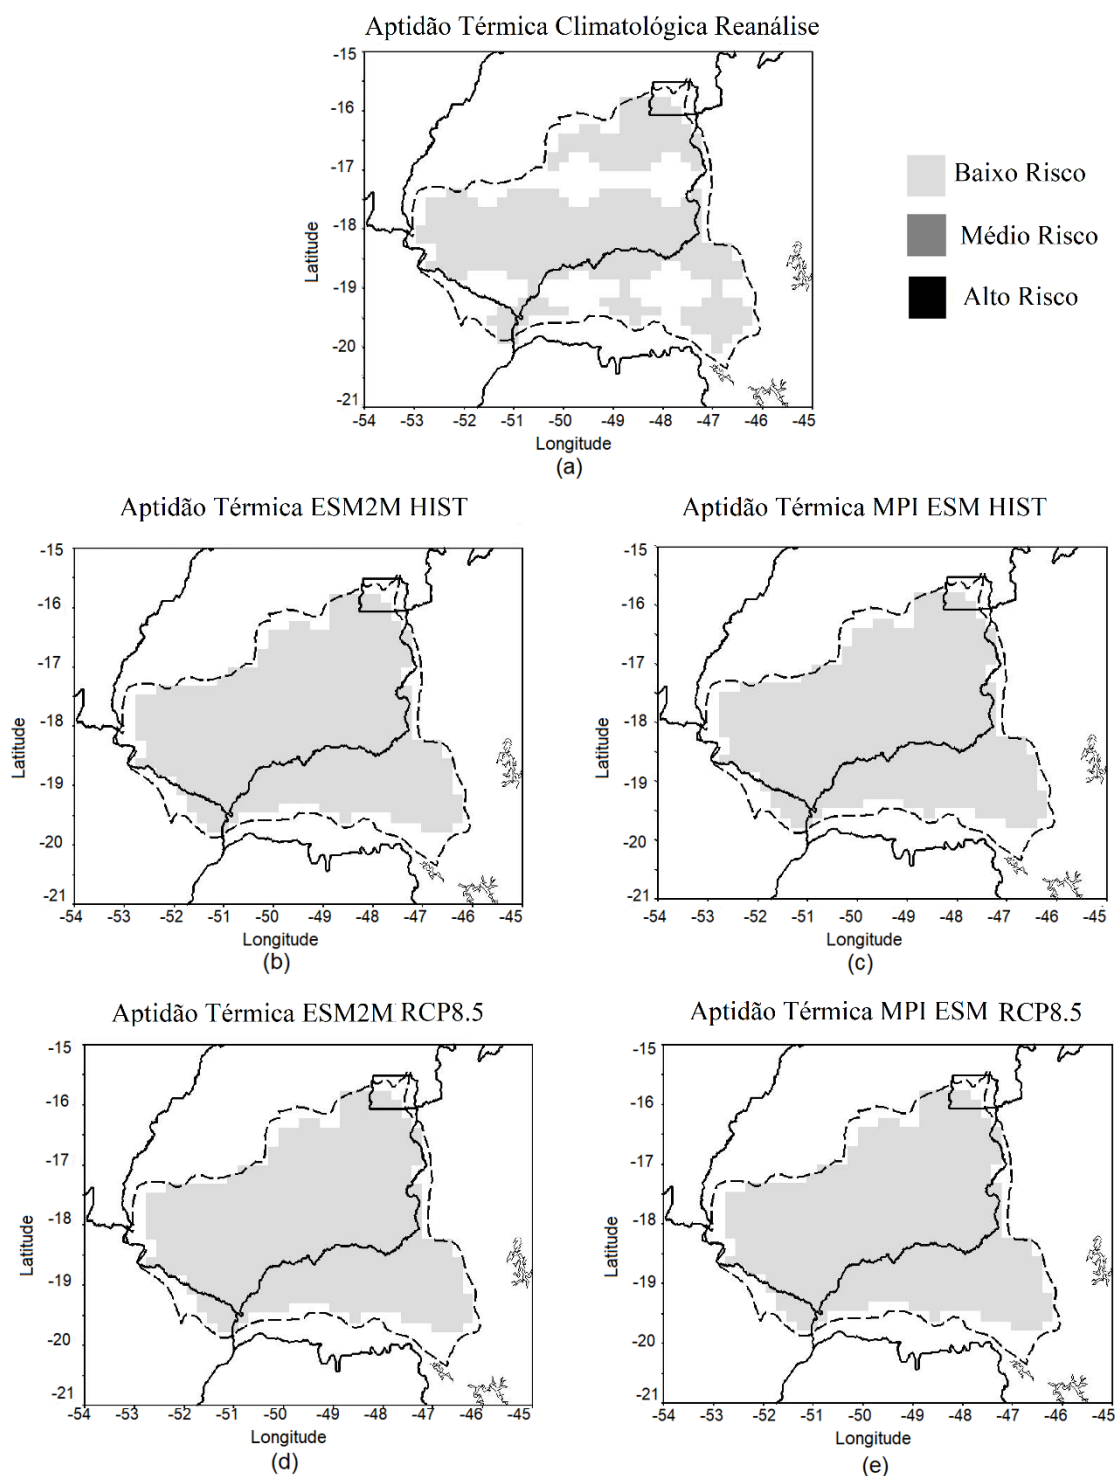 Aptidão Térmica Climatológica Reanálise
-15
-16
-17
-18
-19
-20
-21
Latitude
-54 -53 -52 -51 -50 -49 -48 -47 -46 -45
Longitude
(a)
Baixo Risco
Médio Risco
Alto Risco
Aptidão Térmica ESM2M HIST
-15
-16
-17
-18
-19
-20
-21
Latitude
-54 -53 -52 -51 -50 -49 -48 -47 -46 -45
Longitude
(b)
Aptidão Térmica MPI ESM HIST
-15
-16
-17
-18
-19
-20
-21
Latitude
-54 -53 -52 -51 -50 -49 -48 -47 -46 -45
Longitude
(c)
Aptidão Térmica ESM2M RCP8.5
-15
-16
-17
-18
-19
-20
-21
Latitude
-54 -53 -52 -51 -50 -49 -48 -47 -46 -45
Longitude
(d)
Aptidão Térmica MPI ESM RCP8.5
-15
-16
-17
-18
-19
-20
-21
Latitude
-54 -53 -52 -51 -50 -49 -48 -47 -46 -45
Longitude
(e)